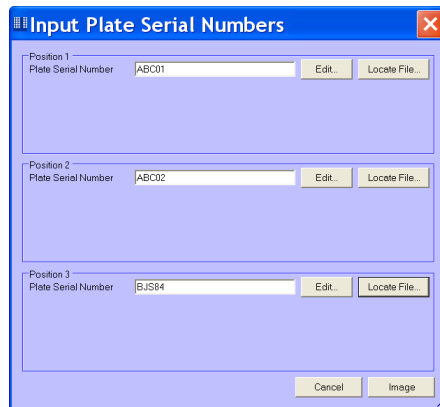 Input Plate Serial Numbers
Position 1
Plate Serial Number ABC01 Edit... Locate File...
Position 2
Plate Serial Number ABC02 Edit... Locate File...
Position 3
Plate Serial Number BJS84 Edit... Locate File...
Cancel Image